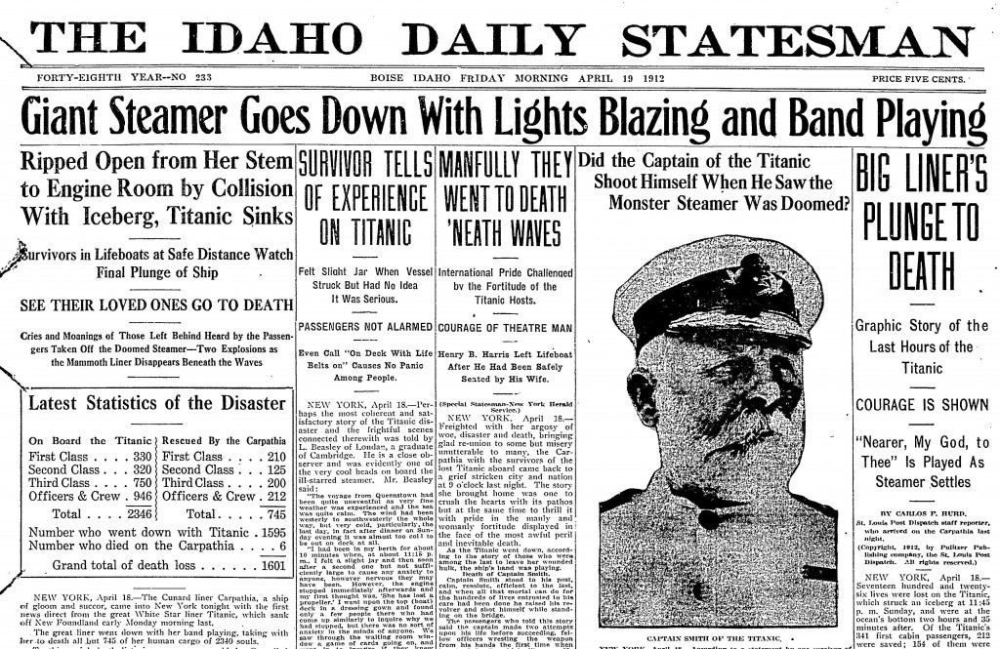 THE IDAHO DAILY STATESMAN
FORTY-EIGHTH YEAR--NO 233
BOISE IDAHO FRIDAY MORNING APRIL 19 1912
PRICE FIVE CENTS.
Giant Steamer Goes Down With Lights Blazing and Band Playing
Ripped Open from Her Stem
to Engine Room by Collision
With Iceberg, Titanic Sinks
Survivors in Lifeboats at Safe Distance Watch
Final Plunge of Ship
SEE THEIR LOVED ONES GO TO DEATH
Cries and Moanings of Those Left Behind Heard by the Passen-
gers Taken Off the Doomed Steamer—Two Explosions as
the Mammoth Liner Disappears Beneath the Waves
Latest Statistics of the Disaster
On Board the Titanic
First Class .... 330
Second Class ... 320
Third Class .... 750
Officers & Crew . 946
Total .... 2346
Rescued By the Carpathia
First Class .... 210
Second Class . . 125
Third Class .... 200
Officers & Crew . 212
Total.... 745
Number who went down with Titanic . 1595
Number who died on the Carpathia .... 6
Grand total of death loss ...... 1601
NEW YORK, April 18.—The Cunard liner Carpathia, a ship
of gloom and succor, came into New York tonight with the first
news direct from the great White Star liner Titanic, which sank
off New Foundland early on Monday morning last.
The great liner went down with her band playing, taking with
her to death all but 745 of her human cargo of 2340 souls.
SURVIVOR TELLS
OF EXPERIENCE
ON TITANIC
Felt Slight Jar When Vessel
Struck But Had No Idea
It Was Serious.
PASSENGERS NOT ALARMED
Even Call "On Deck With Life
Belts on" Causes No Panic
Among People.
NEW YORK, April 18.—Per-
haps the most coherent and sat-
isfactory story of the Titanic dis-
aster and the frightful scenes
connected therewith was told by
L. Beasley of London, a graduate
of Cambridge. He is a close ob-
server and was evidently one of
the very cool heads on board the
ill-starred steamer. Mr. Beasley
said:
"The voyage from Queenstown had
been quite uneventful as very fine
weather was experienced and the sea
was quite calm. The wind had been
westerly to southwesterly the whole
way, but very cold, particularly, the
last day, in fact after dinner on Sun-
day evening it was almost too cold to
be out on deck at all.
"I had been in my berth for about
10 minutes when, at about 11:15 p.
m., I felt a slight jar and then soon
after a second one but not suffi-
ciently large to cause any anxiety to
anyone, however nervous they may
have been. However, the engines
stopped immediately afterwards and
my first thought was, 'She has lost a
propeller.' I went upon the top (boat)
deck in a dressing gown and found
only a few people there who had
come up similarly to inquire why we
had stopped, but there was no sort of
anxiety in the minds of anyone. We
saw through the smoking room win-
dow a game of cards going on, and
MANFULLY THEY
WENT TO DEATH
'NEATH WAVES
International Pride Challenged
by the Fortitude of the
Titanic Hosts.
COURAGE OF THEATRE MAN
Henry B. Harris Left Lifeboat
After He Had Been Safely
Seated by His Wife.
(Special Statesman-New York Herald
Service.)
NEW YORK, April 18.—
Freighted with her argosy of
woe, disaster and death, bringing
glad re-union to some but misery
unutterable to many, the Car-
pathia with the survivors of the
lost Titanic aboard came back to
a grief stricken city and nation
at 9 o'clock last night. The story
she brought home was one to
crush the hearts with its pathos
but at the same time to thrill it
with pride in the manly and
womanly fortitude displayed in
the face of the most awful peril
and inevitable death.
As the Titanic went down, accord-
ing to the story of those who were
among the last to leave her wounded
hulk, the ship's band was playing.
Death of Captain Smith.
Captain Smith stood to his post,
calm, resolute, efficient to the last,
and when all that mortal can do for
the hundreds of lives entrusted to his
care had been done he raised his re-
volver and shot himself while stand-
ing on the bridge.
The passengers who told this story
said the captain made two attempts
upon his life before succeeding, fel-
low officers wresting the weapon
from his hands the first time when
Did the Captain of the Titanic
Shoot Himself When He Saw the
Monster Steamer Was Doomed?
CAPTAIN SMITH OF THE TITANIC,
BIG LINER'S
PLUNGE TO
DEATH
Graphic Story of the
Last Hours of the
Titanic
COURAGE IS SHOWN
"Nearer, My God, to
Thee" Is Played As
Steamer Settles
BY CARLOS F. HURD,
St. Louis Post Dispatch staff reporter,
who arrived on the Carpathia last
night,
(Copyright, 1912, by Pulitzer Pub-
lishing company, the St. Louis Post
Dispatch. All rights reserved.)
NEW YORK, April 18.—
Seventeen hundred and twenty-
six lives were lost on the Titanic,
which struck an iceberg at 11:45
p. m. Sunday, and were at the
ocean's bottom two hours and 35
minutes after. Of the Titanic's
341 first cabin passengers, 212
were saved; 154 of them were